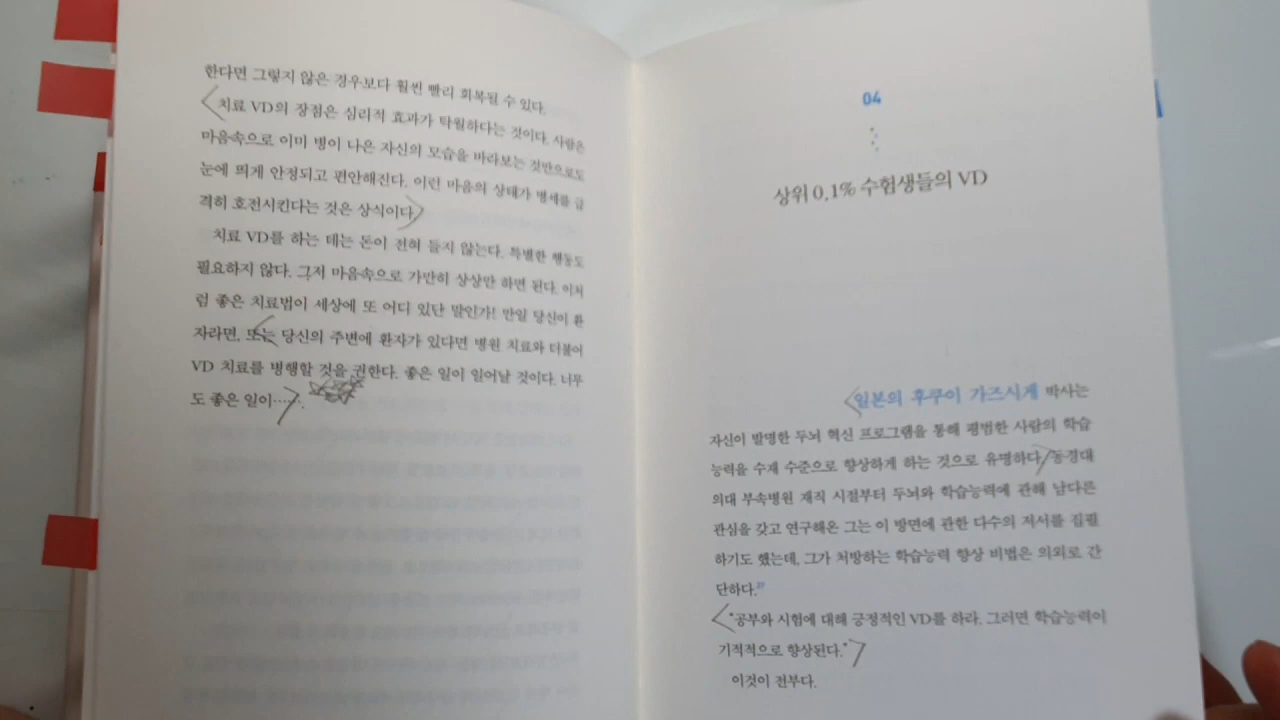 한다면 그렇지 않은 경우보다 훨씬 빨리 회복될 수 있다.
치료 VD의 장점은 심리적 효과가 탁월하다는 것이다. 사람은
마음속으로 이미 병이 나은 자신의 모습을 바라보는 것만으로도
눈에 띄게 안정되고 편안해진다. 이런 마음의 상태가 병세를 급
격히 호전시킨다는 것은 상식이다.
치료 VD를 하는 데는 돈이 전혀 들지 않는다. 특별한 행동도
필요하지 않다. 그저 마음속으로 가만히 상상만 하면 된다. 이처
럼 좋은 치료법이 세상에 또 어디 있단 말인가! 만일 당신이 환
자라면, 또는 당신의 주변에 환자가 있다면 병원 치료와 더불어
VD 치료를 병행할 것을 권한다. 좋은 일이 일어날 것이다. 너무
도 좋은 일이…….
04
상위 0.1% 수험생들의 VD
일본의 후쿠이 가즈시게 박사는
자신이 발명한 두뇌 혁신 프로그램을 통해 평범한 사람의 학습
능력을 수재 수준으로 향상하게 하는 것으로 유명하다. 동경대
의대 부속병원 재직 시절부터 두뇌와 학습능력에 관해 남다른
관심을 갖고 연구해온 그는 이 방면에 관한 다수의 저서를 집필
하기도 했는데, 그가 처방하는 학습능력 향상 비법은 의외로 간
단하다.
"공부와 시험에 대해 긍정적인 VD를 하라. 그러면 학습능력이
기적적으로 향상된다."
이것이 전부다.